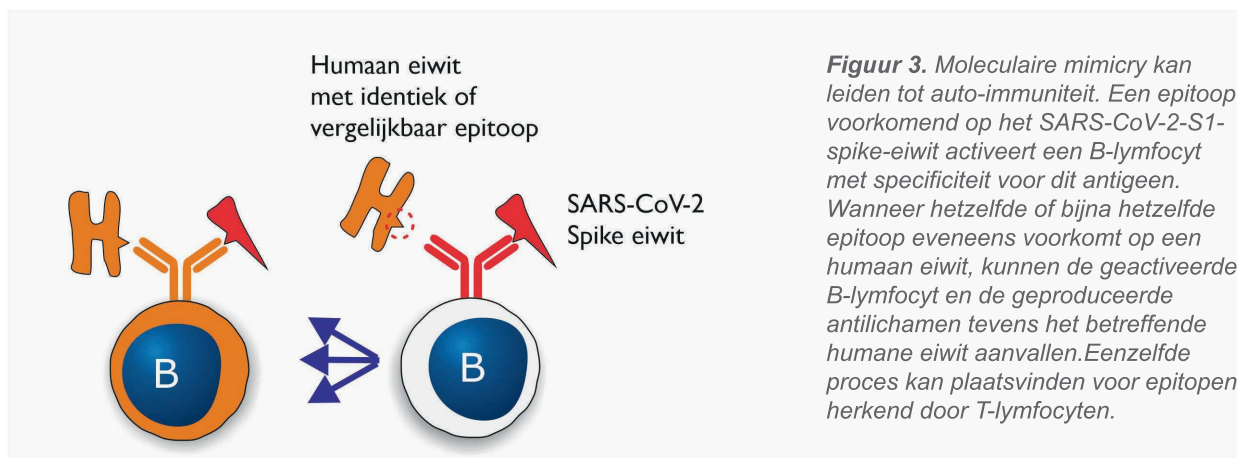 Humaan eiwit
met identiek of
vergelijkbaar epitoop
H
H
SARS-CoV-2
Spike eiwit
B
B
Figuur 3. Moleculaire mimicry kan
leiden tot auto-immuniteit. Een epitoop
voorkomend op het SARS-CoV-2-S1-
spike-eiwit activeert een B-lymfocyt
met specificiteit voor dit antigeen.
Wanneer hetzelfde of bijna hetzelfde
epitoop eveneens voorkomt op een
humaan eiwit, kunnen de geactiveerde
B-lymfocyt en de geproduceerde
antilichamen tevens het betreffende
humane eiwit aanvallen.Eenzelfde
proces kan plaatsvinden voor epitopen
herkend door T-lymfocyten.